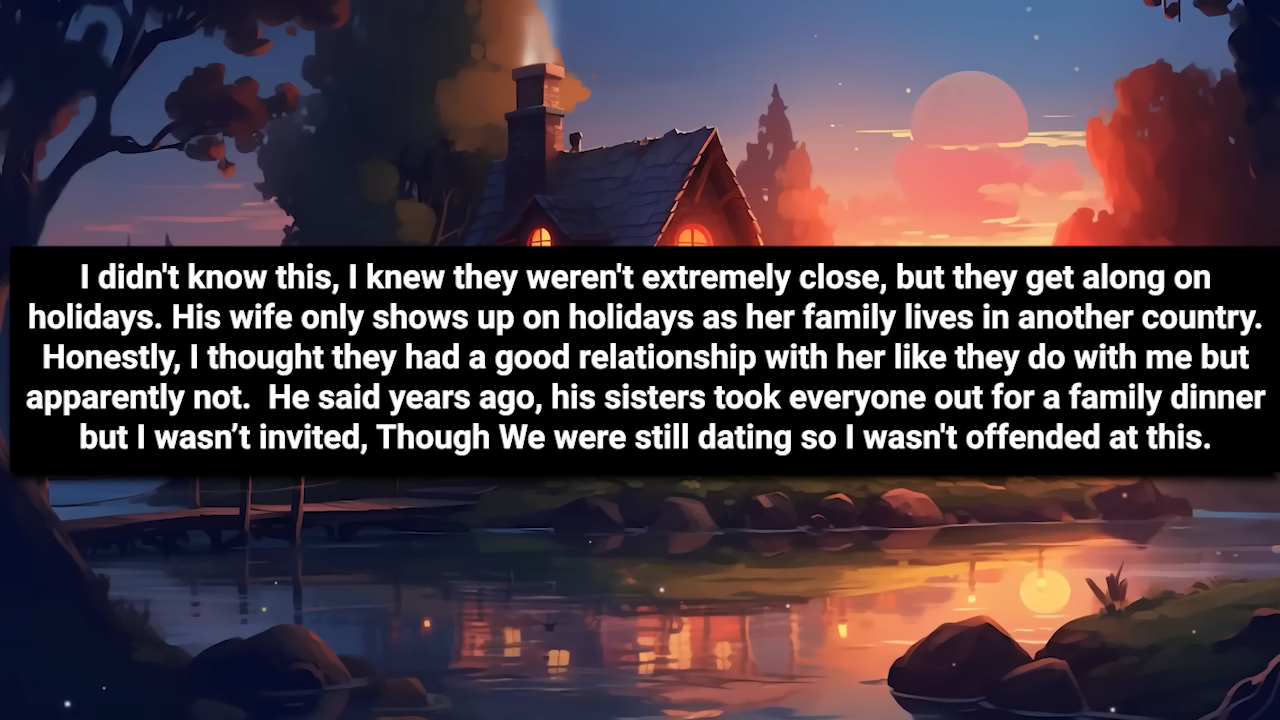 I didn't know this, I knew they weren't extremely close, but they get along on
holidays. His wife only shows up on holidays as her family lives in another country.
Honestly, I thought they had a good relationship with her like they do with me but
apparently not.  He said years ago, his sisters took everyone out for a family dinner
but I wasn’t invited, Though We were still dating so I wasn't offended at this.